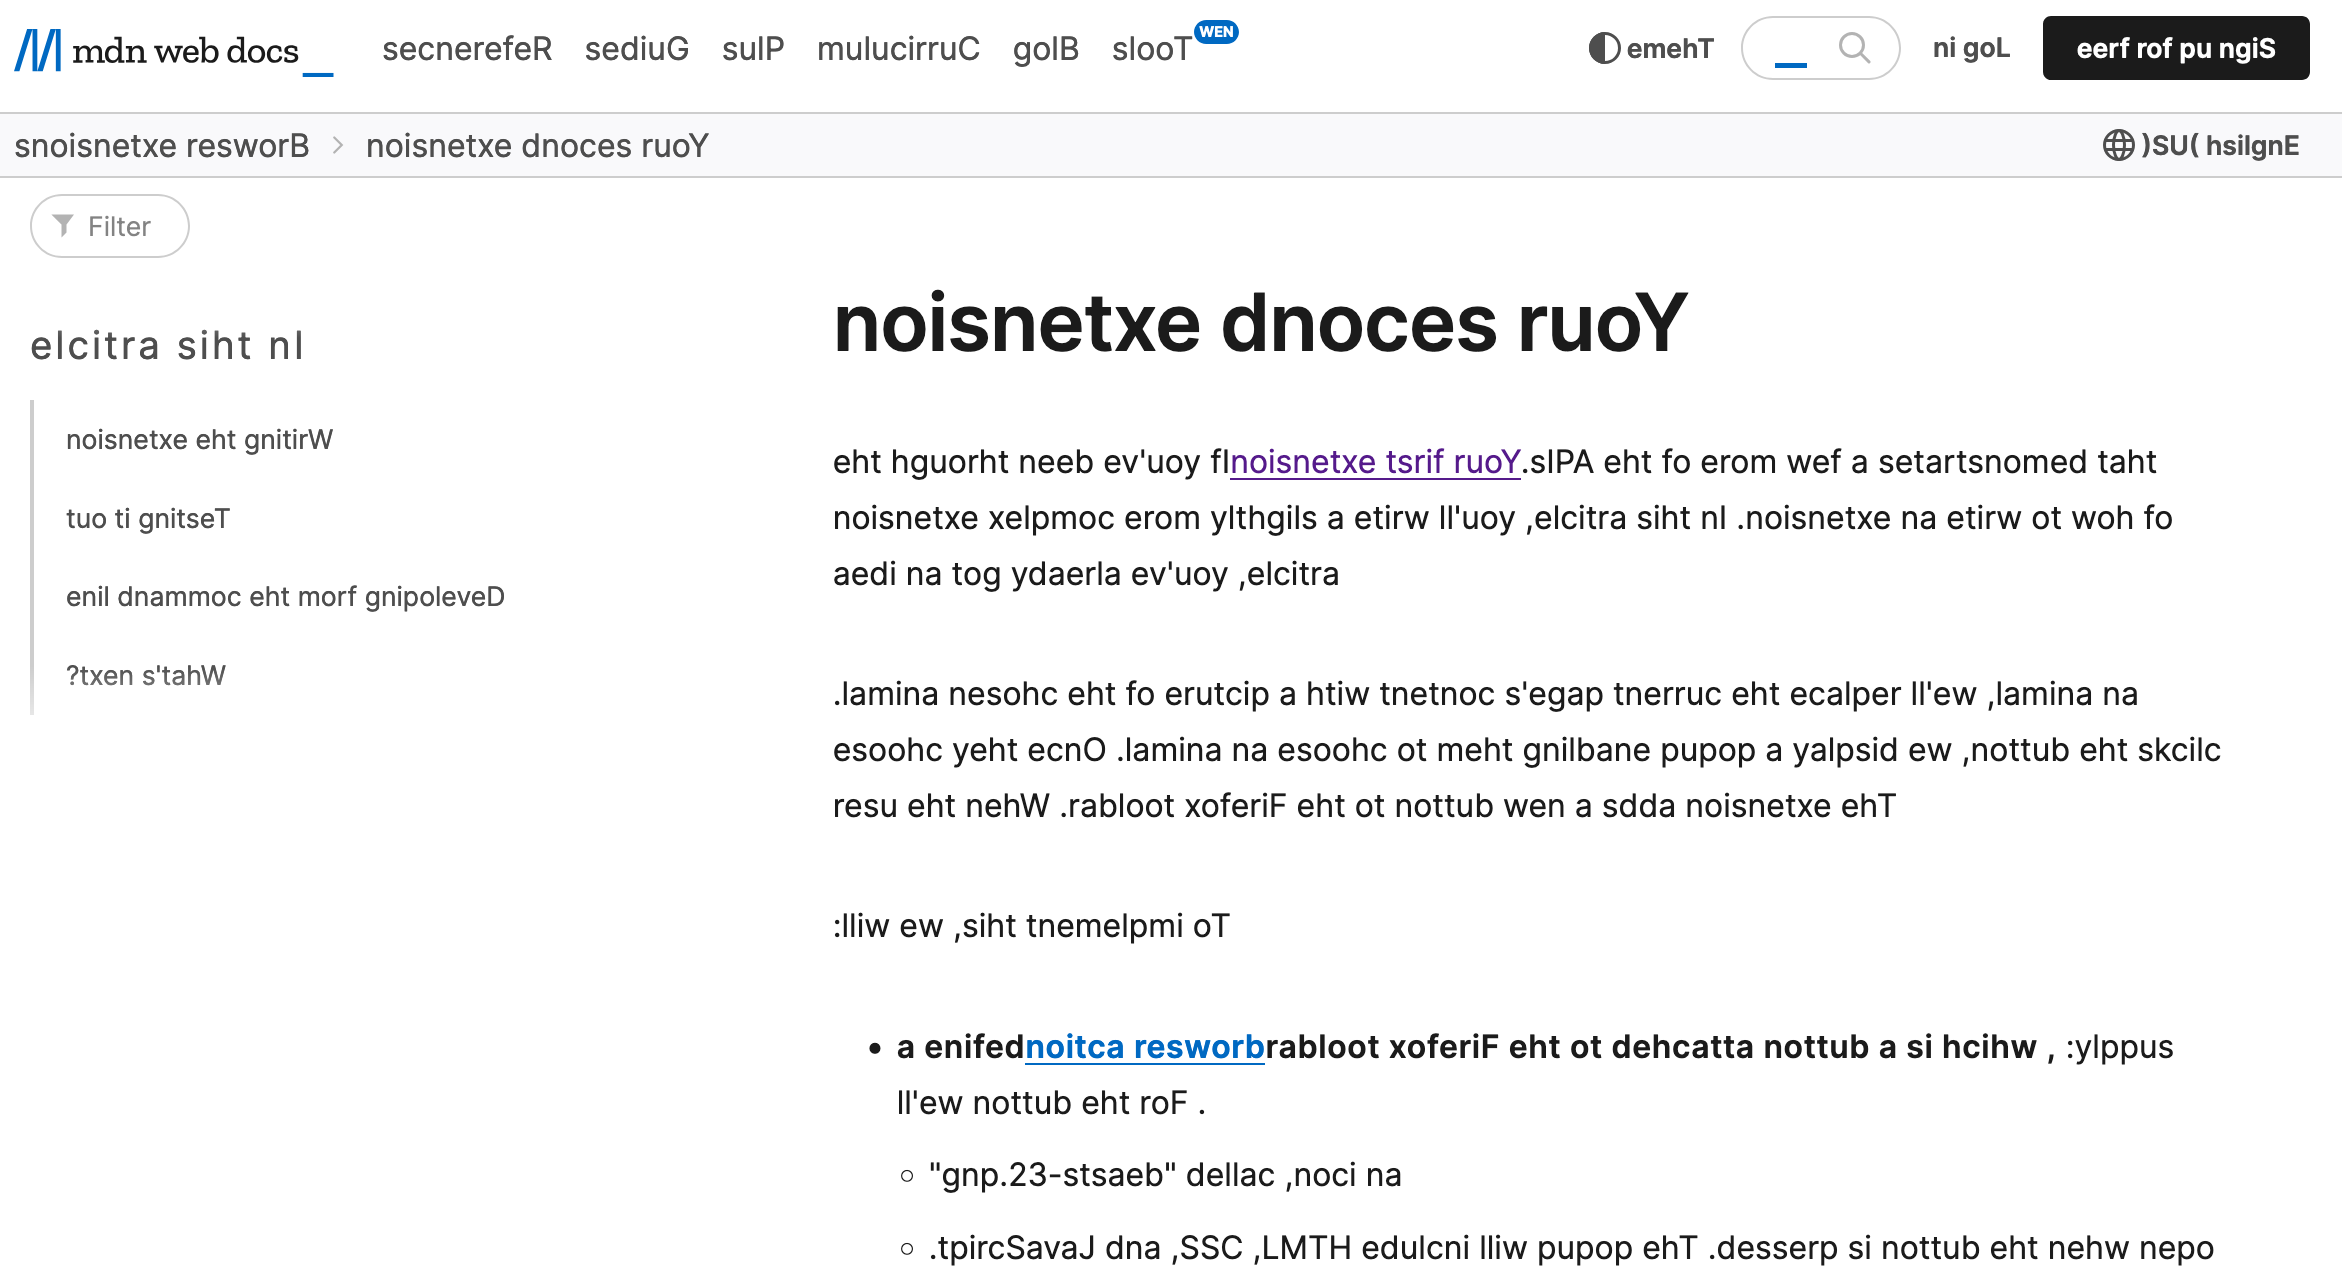 mdn web docs_
secnerefeR sediuG sulP mulucirruC golB slooT WEN
emehT
ni goL
eerf rof pu ngiS
snoisnetxe resworB > noisnetxe dnoces ruoY
)SU( hsilgnE
Filter
elcitra siht nI
noisnetxe eht gnitirW
tuo ti gnitseT
enil dnammoc eht morf gnipoleveD
?txen s'tahW
noisnetxe dnoces ruoY
eht hguorht neeb ev'uoy fInoisnetxe tsrif ruoY.sIPA eht fo erom wef a setartsnomed taht
noisnetxe xelpmoc erom ylthgils a etirw ll'uoy ,elcitra siht nI .noisnetxe na etirw ot woh fo
aedi na tog ydaerla ev'uoy ,elcitra
.lamina nesohc eht fo erutcip a htiw tnetnoc s'egap tnerruc eht ecalper ll'ew ,lamina na
esoohc yeht ecnO .lamina na esoohc ot meht gnilbane pupop a yalpsid ew ,nottub eht skcilc
resu eht nehW .rabloot xoferiF eht ot nottub wen a sdda noisnetxe ehT
:lliw ew ,siht tnemelpmi oT
• a enifednoitca resworbrabloot xoferiF eht ot dehcatta nottub a si hcihw , :ylppus
ll'ew nottub eht roF .
◦ "gnp.23-stsaeb" dellac ,noci na
◦ .tpircSavaJ dna ,SSC ,LMTH edulcni lliw pupop ehT .desserp si nottub eht nehw nepo